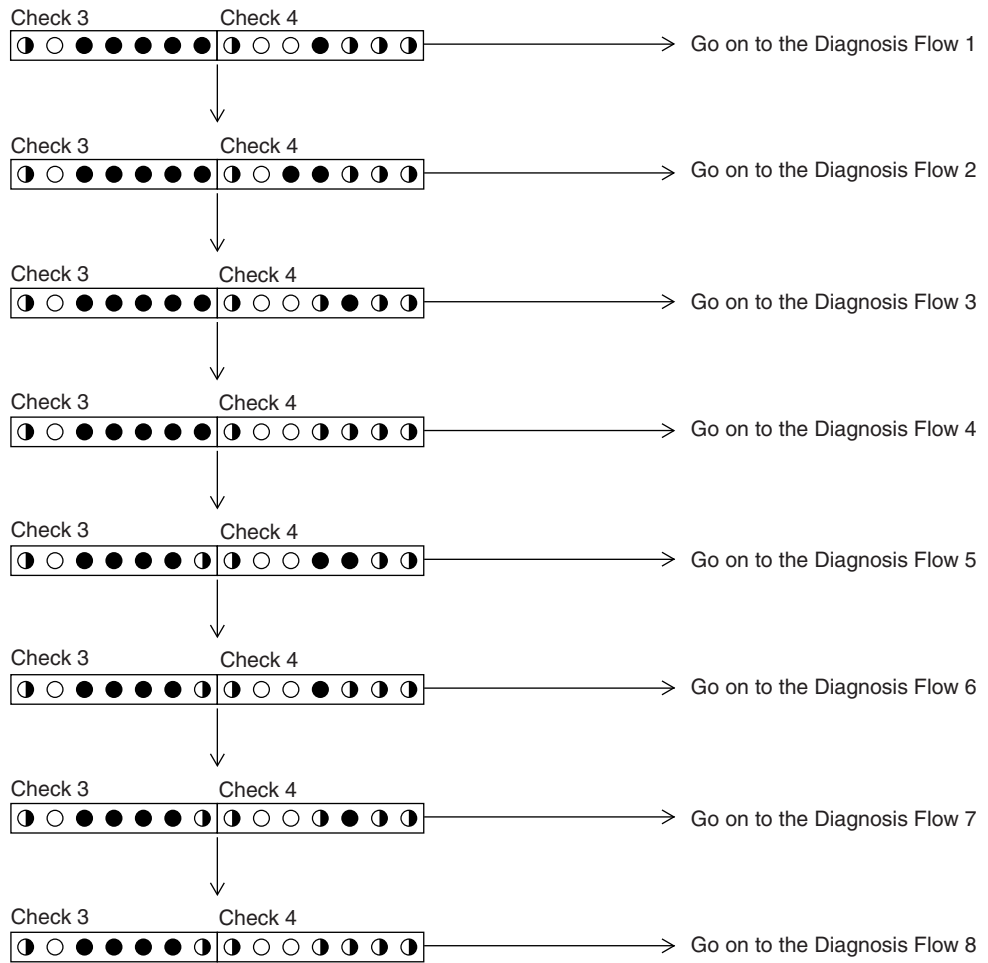 Check 3 Check 4
Go on to the Diagnosis Flow 1
Check 3 Check 4
Go on to the Diagnosis Flow 2
Check 3 Check 4
Go on to the Diagnosis Flow 3
Check 3 Check 4
Go on to the Diagnosis Flow 4
Check 3 Check 4
Go on to the Diagnosis Flow 5
Check 3 Check 4
Go on to the Diagnosis Flow 6
Check 3 Check 4
Go on to the Diagnosis Flow 7
Check 3 Check 4
Go on to the Diagnosis Flow 8